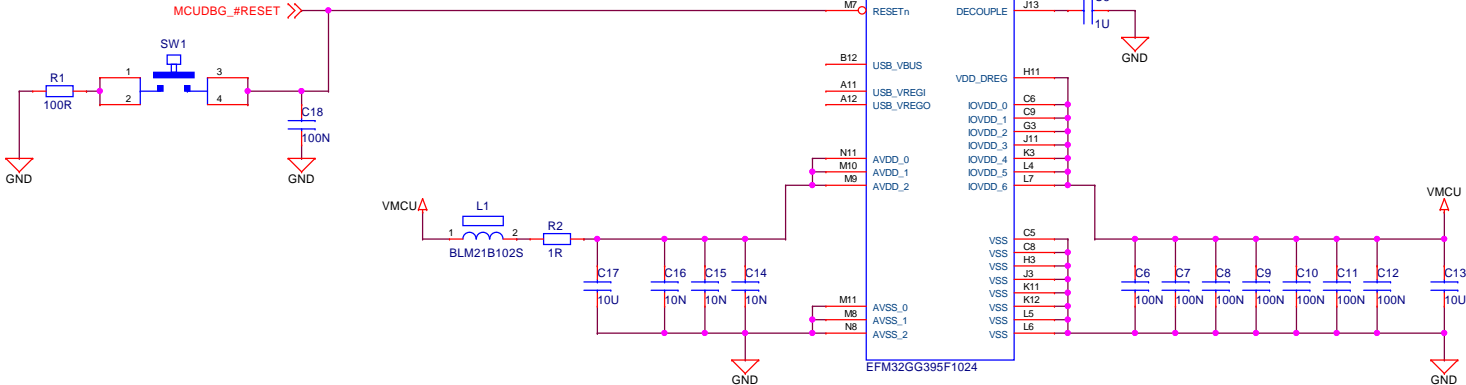 MCUDBG_#RESET
M7
RESETn
DECOUPLE
J13
1U
GND
SW1
1
3
2
4
R1
100R
C18
100N
GND
GND
B12
USB_VBUS
A11
USB_VREGI
A12
USB_VREGO
VDD_DREG
H11
IOVDD_0
C6
IOVDD_1
C9
IOVDD_2
G3
IOVDD_3
J11
IOVDD_4
K3
IOVDD_5
L4
IOVDD_6
L7
N11
AVDD_0
M10
AVDD_1
M9
AVDD_2
VMCU
L1
1
2
BLM21B102S
R2
1R
C17
10U
C16
10N
C15
10N
C14
10N
M11
AVSS_0
M8
AVSS_1
N8
AVSS_2
GND
VSS
C5
VSS
C8
VSS
H3
VSS
J3
VSS
K11
VSS
K12
VSS
L5
VSS
L6
EFM32GG395F1024
VMCU
C6
100N
C7
100N
C8
100N
C9
100N
C10
100N
C11
100N
C12
100N
C13
10U
GND